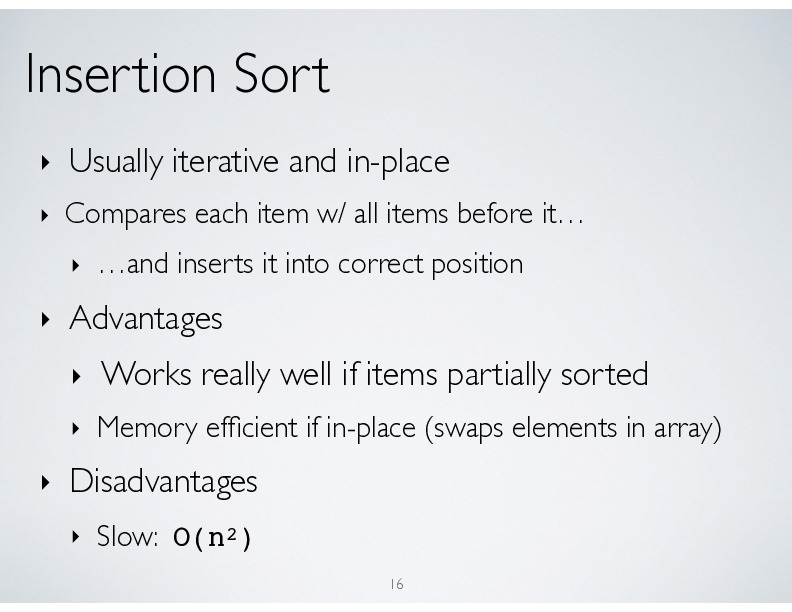 Insertion Sort
‣ Usually iterative and in-place
‣ Compares each item w/ all items before it…
‣ …and inserts it into correct position
‣ Advantages
‣ Works really well if items partially sorted
‣ Memory efficient if in-place (swaps elements in array)
‣ Disadvantages
‣ Slow: O(n²)
16